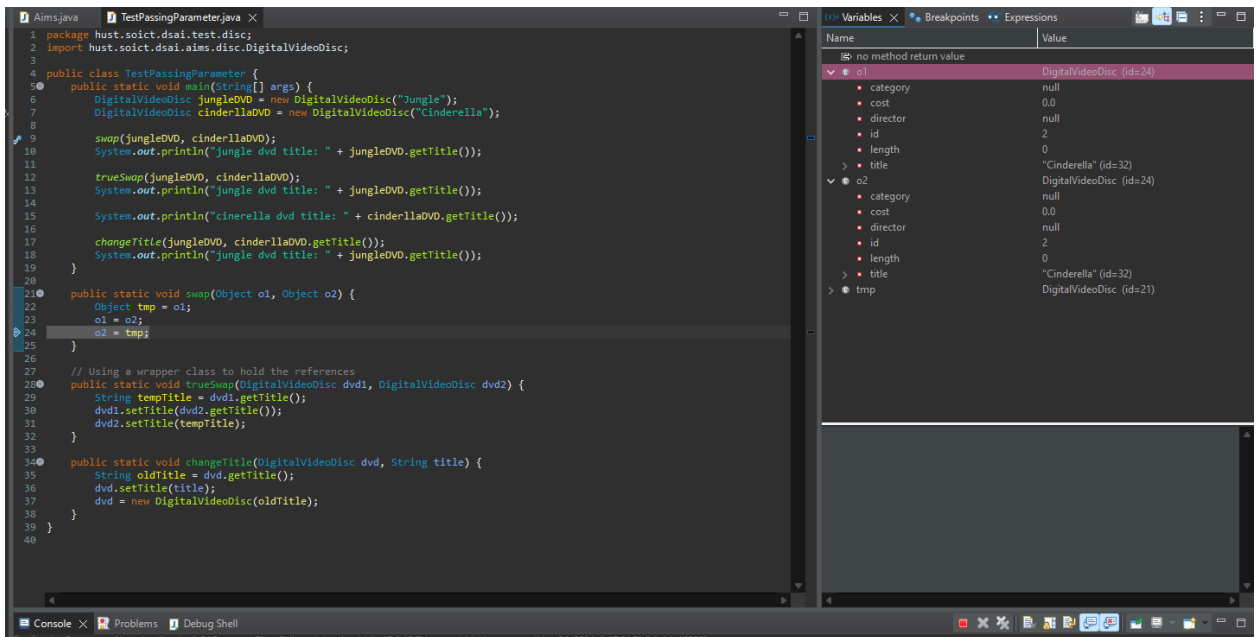 Aims.java TestPassingParameter.java
1 package hust.soict.dsai.test.disc;
2 import hust.soict.dsai.aims.disc.DigitalVideoDisc;
3
4 public class TestPassingParameter {
5 public static void main(String[] args) {
6 DigitalVideoDisc jungleDVD = new DigitalVideoDisc("Jungle");
7 DigitalVideoDisc cinderllaDVD = new DigitalVideoDisc("Cinderella");
8
9 swap(jungleDVD, cinderllaDVD);
10 System.out.println("jungle dvd title: " + jungleDVD.getTitle());
11
12 trueSwap(jungleDVD, cinderllaDVD);
13 System.out.println("jungle dvd title: " + jungleDVD.getTitle());
14
15 System.out.println("cinerella dvd title: " + cinderllaDVD.getTitle());
16
17 changeTitle(jungleDVD, cinderllaDVD.getTitle());
18 System.out.println("jungle dvd title: " + jungleDVD.getTitle());
19 }
20
21 public static void swap(Object o1, Object o2) {
22 Object tmp = o1;
23 o1 = o2;
24 o2 = tmp;
25 }
26
27 // Using a wrapper class to hold the references
28 public static void trueSwap(DigitalVideoDisc dvd1, DigitalVideoDisc dvd2) {
29 String tempTitle = dvd1.getTitle();
30 dvd1.setTitle(dvd2.getTitle());
31 dvd2.setTitle(tempTitle);
32 }
33
34 public static void changeTitle(DigitalVideoDisc dvd, String title) {
35 String oldTitle = dvd.getTitle();
36 dvd.setTitle(title);
37 dvd = new DigitalVideoDisc(oldTitle);
38 }
39 }
40
(x)= Variables Breakpoints Expressions
Name Value
no method return value
o1 DigitalVideoDisc (id=24)
category null
cost 0.0
director null
id 2
length 0
title "Cinderella" (id=32)
o2 DigitalVideoDisc (id=24)
category null
cost 0.0
director null
id 2
length 0
title "Cinderella" (id=32)
tmp DigitalVideoDisc (id=21)
Console Problems Debug Shell